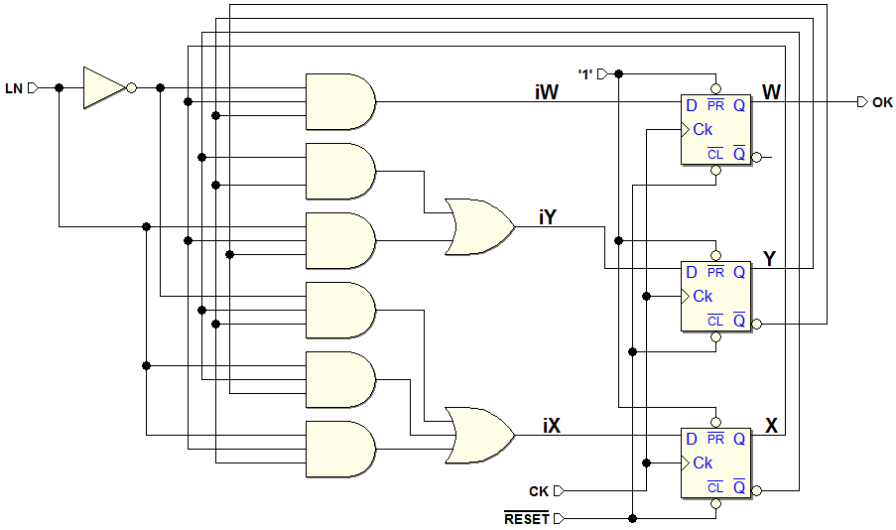 '1'
LN
iW
W
OK
D PR Q
Ck
CL Q
iY
Y
D PR Q
Ck
CL Q
iX
X
D PR Q
Ck
CL Q
CK
RESET